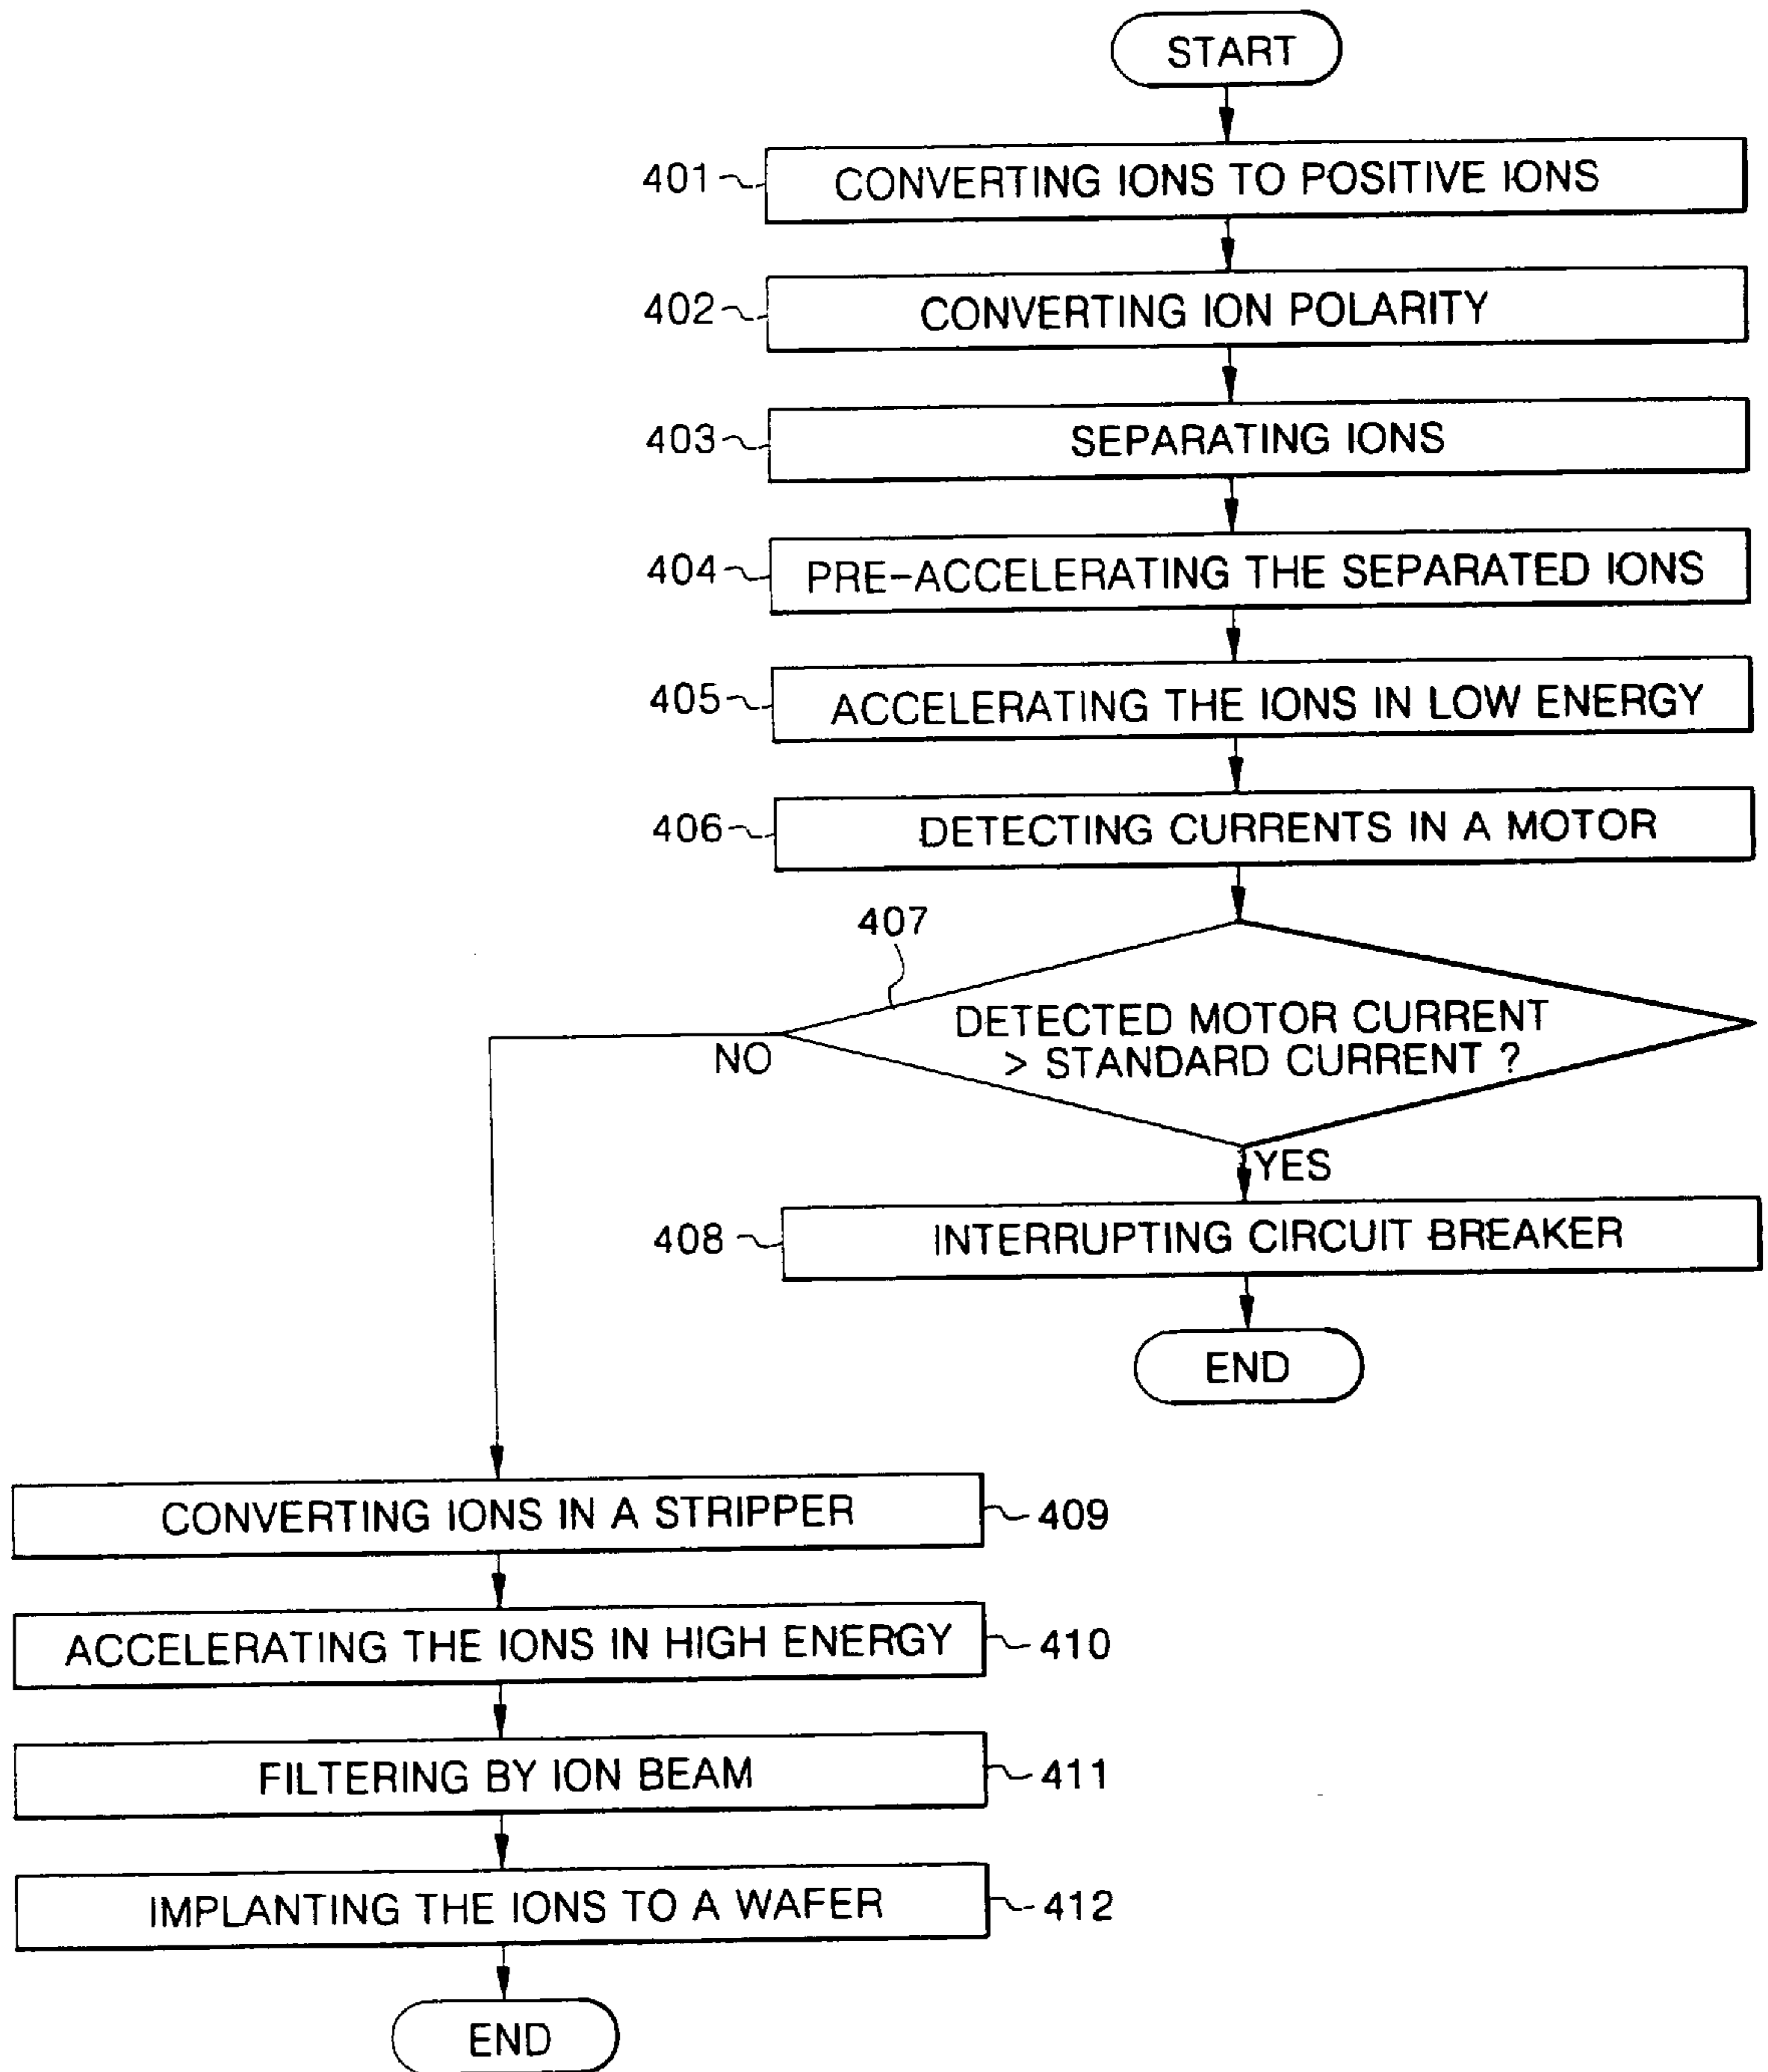 START
401 CONVERTING IONS TO POSITIVE IONS
402 CONVERTING ION POLARITY
403 SEPARATING IONS
404 PRE-ACCELERATING THE SEPARATED IONS
405 ACCELERATING THE IONS IN LOW ENERGY
406 DETECTING CURRENTS IN A MOTOR
407
DETECTED MOTOR CURRENT
> STANDARD CURRENT ?
NO
YES
408 INTERRUPTING CIRCUIT BREAKER
END
CONVERTING IONS IN A STRIPPER 409
ACCELERATING THE IONS IN HIGH ENERGY 410
FILTERING BY ION BEAM 411
IMPLANTING THE IONS TO A WAFER 412
END